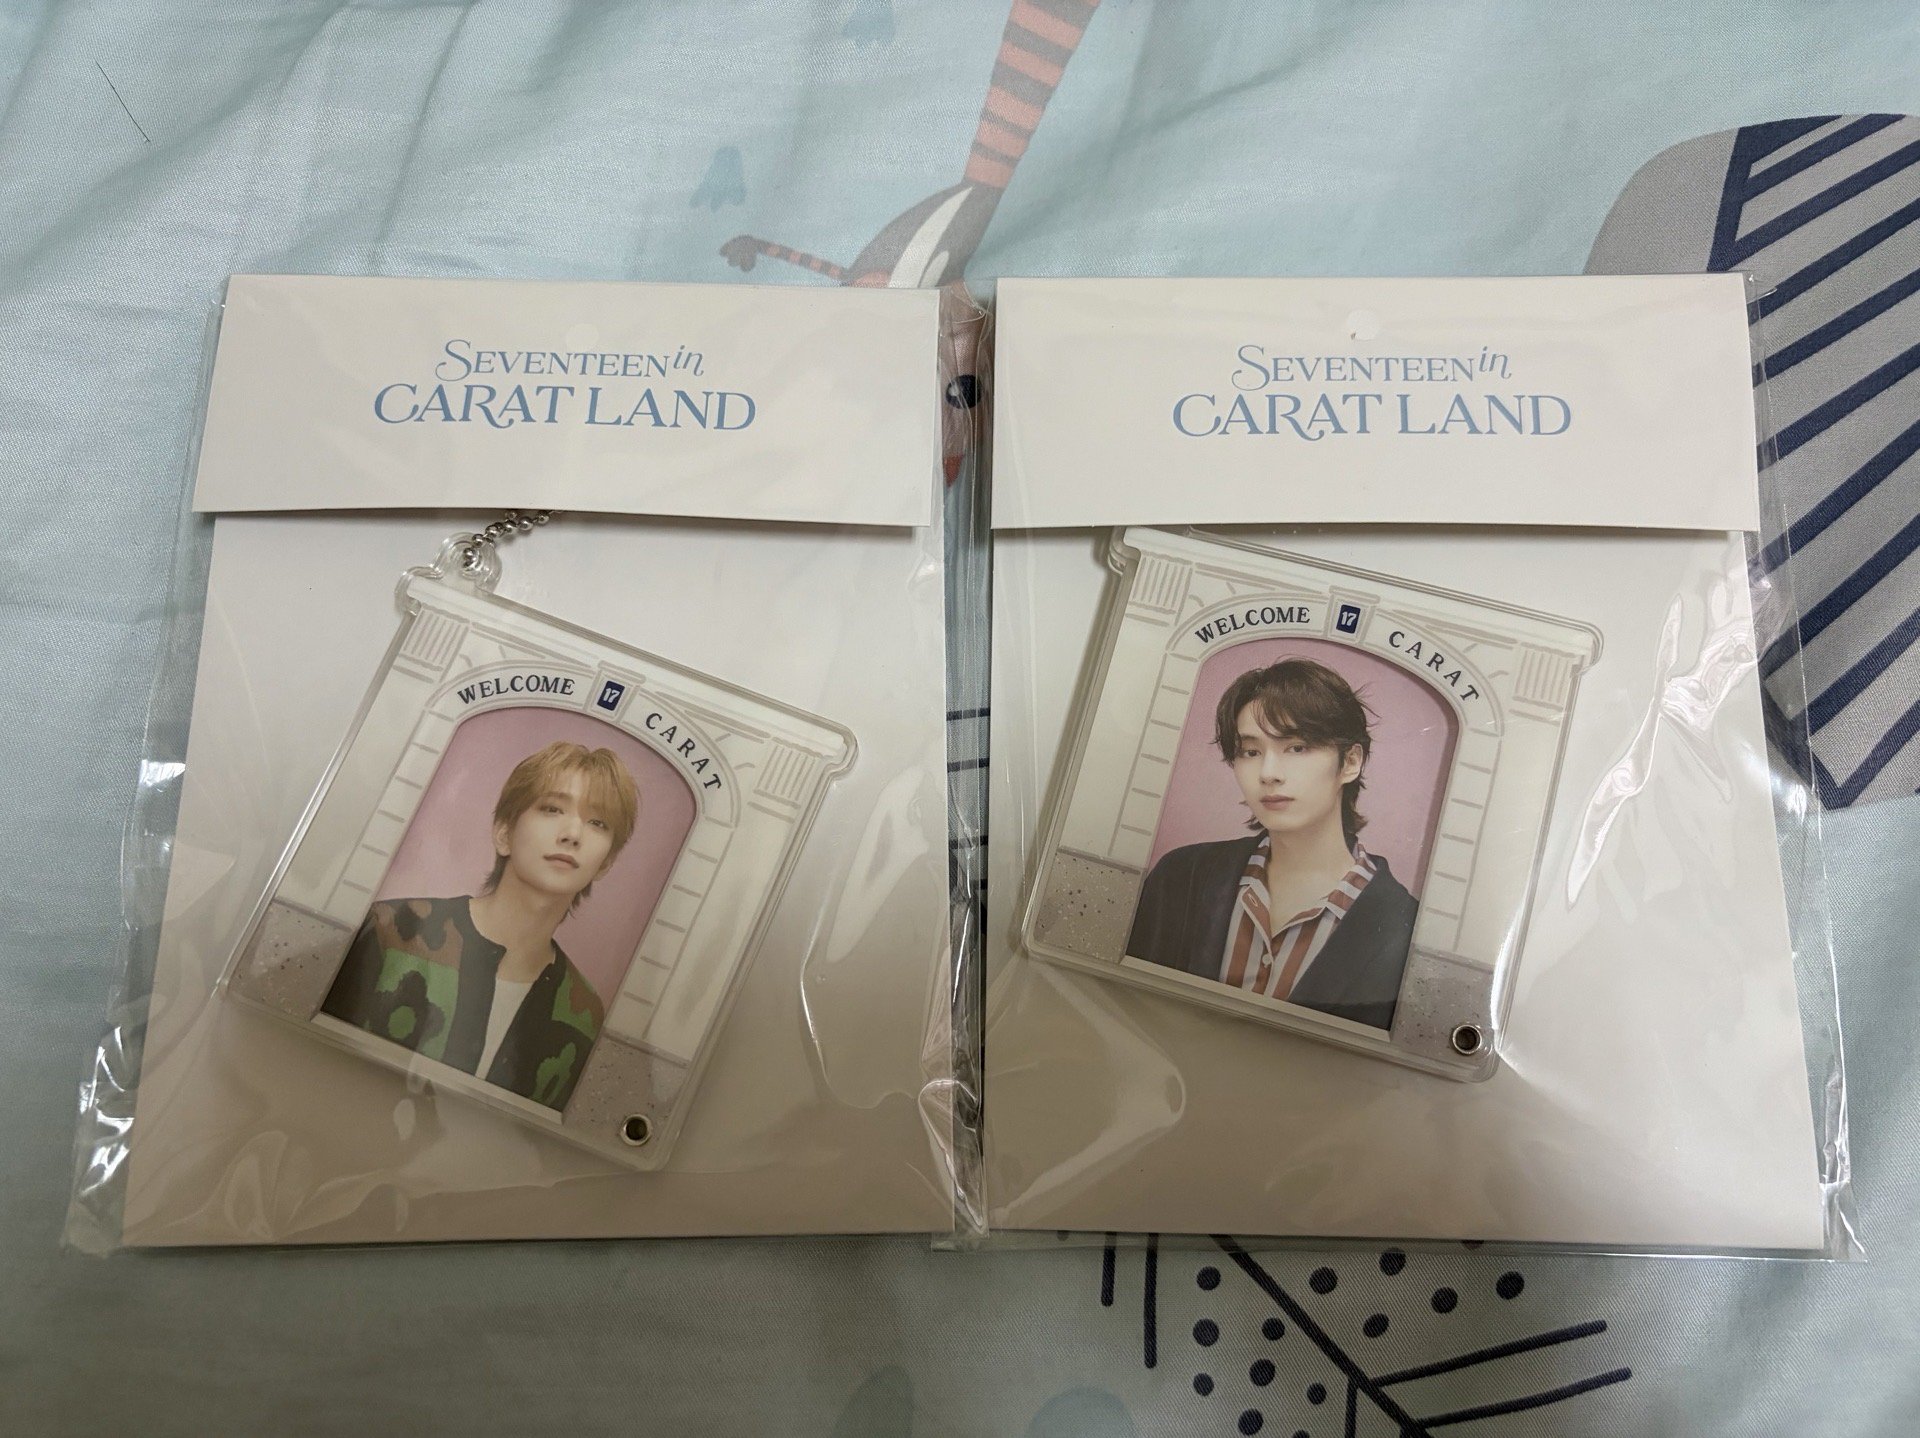 SEVENTEEN in
CARAT LAND
WELCOME 17 CARAT
SEVENTEEN in
CARAT LAND
WELCOME 17 CARAT